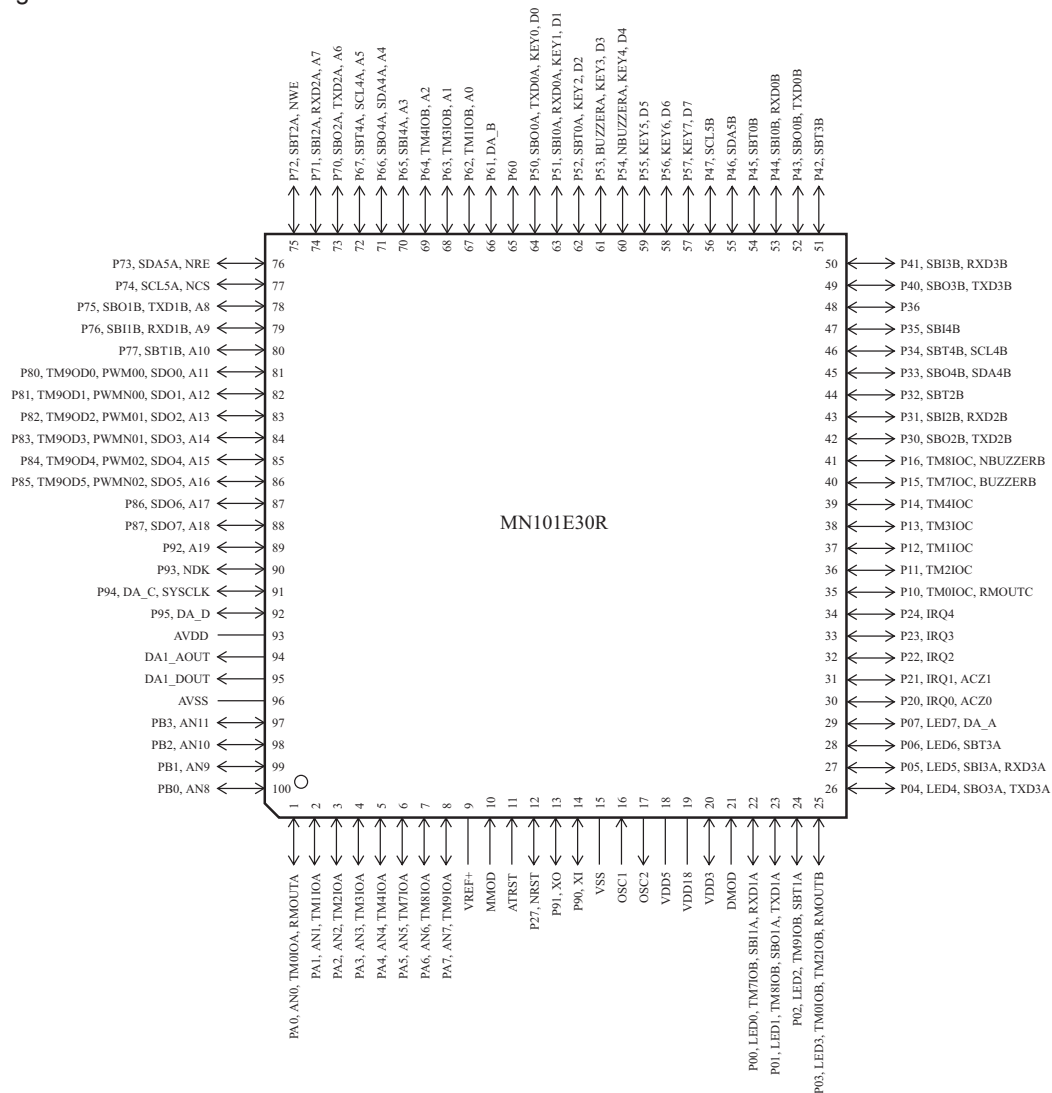 g
P72, SBT2A, NWE
P71, SBI2A, RXD2A, A7
P70, SBO2A, TXD2A, A6
P67, SBT4A, SCL4A, A5
P66, SBO4A, SDA4A, A4
P65, SBI4A, A3
P64, TM4IOB, A2
P63, TM3IOB, A1
P62, TM1IOB, A0
P61, DA_B
P60
P50, SBO0A, TXD0A, KEY0, D0
P51, SBI0A, RXD0A, KEY1, D1
P52, SBT0A, KEY2, D2
P53, BUZZERA, KEY3, D3
P54, NBUZZERA, KEY4, D4
P55, KEY5, D5
P56, KEY6, D6
P57, KEY7, D7
P47, SCL5B
P46, SDA5B
P45, SBT0B
P44, SBI0B, RXD0B
P43, SBO0B, TXD0B
P42, SBT3B
75 74 73 72 71 70 69 68 67 66 65 64 63 62 61 60 59 58 57 56 55 54 53 52 51
P73, SDA5A, NRE 76
P74, SCL5A, NCS 77
P75, SBO1B, TXD1B, A8 78
P76, SBI1B, RXD1B, A9 79
P77, SBT1B, A10 80
P80, TM9OD0, PWM00, SDO0, A11 81
P81, TM9OD1, PWMN00, SDO1, A12 82
P82, TM9OD2, PWM01, SDO2, A13 83
P83, TM9OD3, PWMN01, SDO3, A14 84
P84, TM9OD4, PWM02, SDO4, A15 85
P85, TM9OD5, PWMN02, SDO5, A16 86
P86, SDO6, A17 87
P87, SDO7, A18 88
P92, A19 89
P93, NDK 90
P94, DA_C, SYSCLK 91
P95, DA_D 92
AVDD 93
DA1_AOUT 94
DA1_DOUT 95
AVSS 96
PB3, AN11 97
PB2, AN10 98
PB1, AN9 99
PB0, AN8 100
MN101E30R
50 P41, SBI3B, RXD3B
49 P40, SBO3B, TXD3B
48 P36
47 P35, SBI4B
46 P34, SBT4B, SCL4B
45 P33, SBO4B, SDA4B
44 P32, SBT2B
43 P31, SBI2B, RXD2B
42 P30, SBO2B, TXD2B
41 P16, TM8IOC, NBUZZERB
40 P15, TM7IOC, BUZZERB
39 P14, TM4IOC
38 P13, TM3IOC
37 P12, TM1IOC
36 P11, TM2IOC
35 P10, TM0IOC, RMOUTC
34 P24, IRQ4
33 P23, IRQ3
32 P22, IRQ2
31 P21, IRQ1, ACZ1
30 P20, IRQ0, ACZ0
29 P07, LED7, DA_A
28 P06, LED6, SBT3A
27 P05, LED5, SBI3A, RXD3A
26 P04, LED4, SBO3A, TXD3A
1 2 3 4 5 6 7 8 9 10 11 12 13 14 15 16 17 18 19 20 21 22 23 24 25
PA0, AN0, TM0IOA, RMOUTA
PA1, AN1, TM1IOA
PA2, AN2, TM2IOA
PA3, AN3, TM3IOA
PA4, AN4, TM4IOA
PA5, AN5, TM7IOA
PA6, AN6, TM8IOA
PA7, AN7, TM9IOA
VREF+
MMOD
ATRST
P27, NRST
P91, XO
P90, XI
VSS
OSC1
OSC2
VDD5
VDD18
VDD3
DMOD
P00, LED0, TM7IOB, SBI1A, RXD1A
P01, LED1, TM8IOB, SBO1A, TXD1A
P02, LED2, TM9IOB, SBT1A
P03, LED3, TM0IOB, TM2IOB, RMOUTB